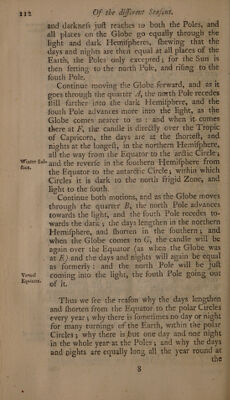 112 Of the different Seasons.
and darkneſs juſt reaches to both the Poles, and
all places on the Globe go equally through the
light and dark Hemiſpheres, ſhewing that the
days and nights are then equal at all places of the
Earth, the Poles only excepted; for the Sun is
then ſetting to the north Pole, and riſing to the
ſouth Pole.
Continue moving the Globe forward, and as it
goes through the quarter A, the north Pole recedes
ſtill farther into the dark Hemiſphere, and the
ſouth Pole advances more into the light, as the
Globe comes nearer to : and when it comes
there at F, the candle is directly over the Tropic
of Capricorn, the days are at the ſhorteſt, and
nights at the longeſt, in the northern Hemiſphere,
all the way from the Equator to the arctic Circle;
Winter Sol-
ſtice.
and the reverſe in the ſouthern Hemiſphere from
the Equator to the antarctic Circle; within which
Circles it is dark to the north frigid Zone, and
light to the ſouth.
Continue both motions, and as the Globe moves
through the quarter B, the north Pole advances
towards the light, and the ſouth Pole recedes to-
wards the dark; the days lengthen in the northern
Hemiſphere, and ſhorten in the ſouthern; and
when the Globe comes to G, the candle will be
again over the Equator (as when the Globe was
at E) and the days and nights will again be equal
as formerly: and the north Pole will be juſt
Vernal
Equinox.
coming into the light, the ſouth Pole going out
of it.
Thus we ſee the reaſon why the days lengthen
and ſhorten from the Equator to the polar Circles
every year; why there is ſometimes no day or night
for many turnings of the Earth, within the polar
Circles; why there is but one day and one night
in the whole year at the Poles; and why the days
and nights are equally long all the year round at
the
8